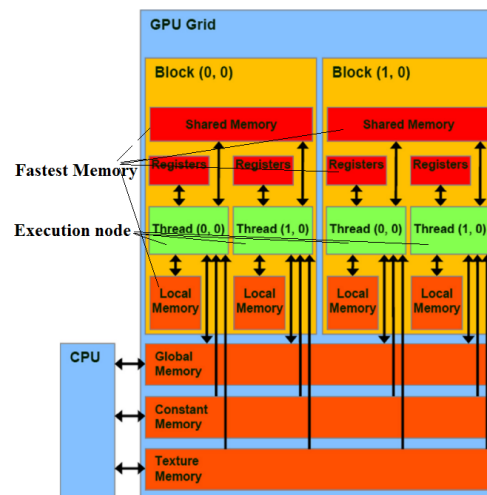 GPU Grid
Block (0, 0)
Block (1, 0)
Shared Memory
Shared Memory
Fastest Memory
Registers
Registers
Registers
Registers
Execution node
Thread (0, 0)
Thread (1, 0)
Thread (0, 0)
Thread (1, 0)
Local
Memory
Local
Memory
Local
Memory
Local
Memory
CPU
Global
Memory
Constant
Memory
Texture
Memory